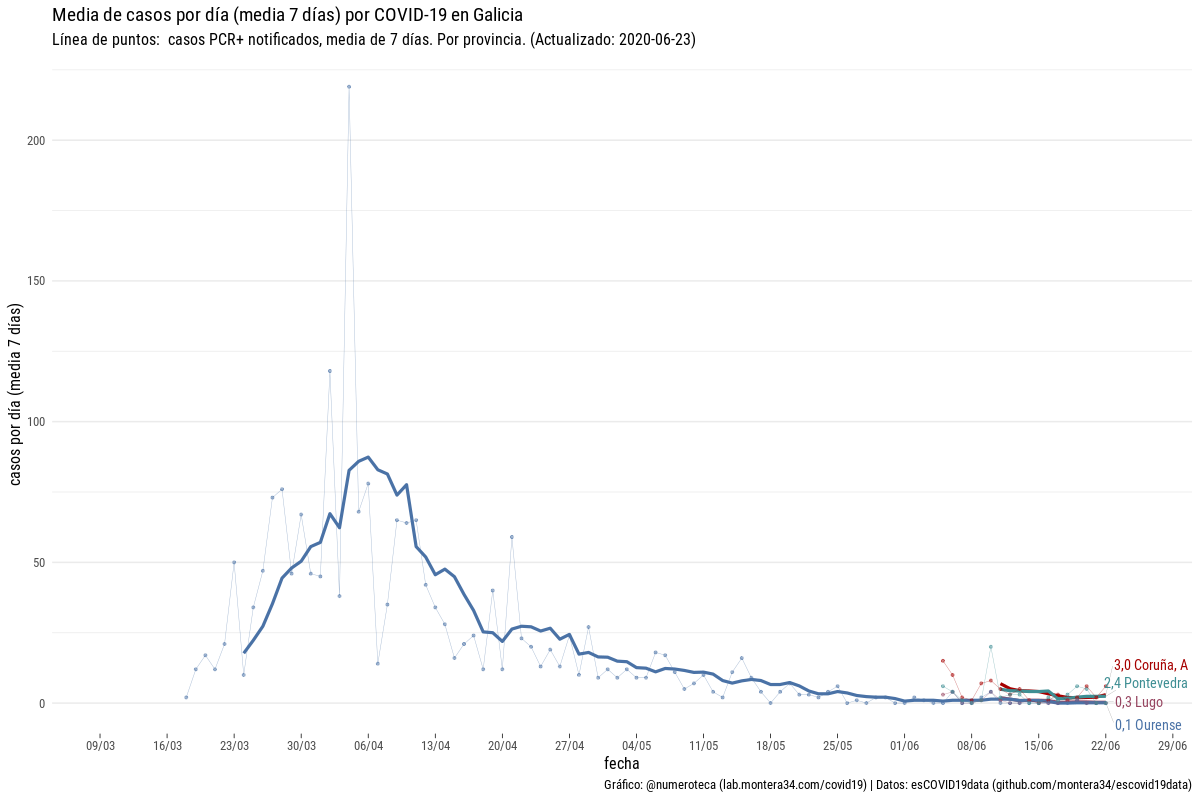 Media de casos por día (media 7 días) por COVID-19 en Galicia
Línea de puntos:  casos PCR+ notificados, media de 7 días. Por provincia. (Actualizado: 2020-06-23)
casos por día (media 7 días)
200
150
100
50
0
3,0 Coruña, A
2,4 Pontevedra
0,3 Lugo
0,1 Ourense
09/03 16/03 23/03 30/03 06/04 13/04 20/04 27/04 04/05 11/05 18/05 25/05 01/06 08/06 15/06 22/06 29/06
fecha
Gráfico: @numeroteca (lab.montera34.com/covid19) | Datos: esCOVID19data (github.com/montera34/escovid19data)